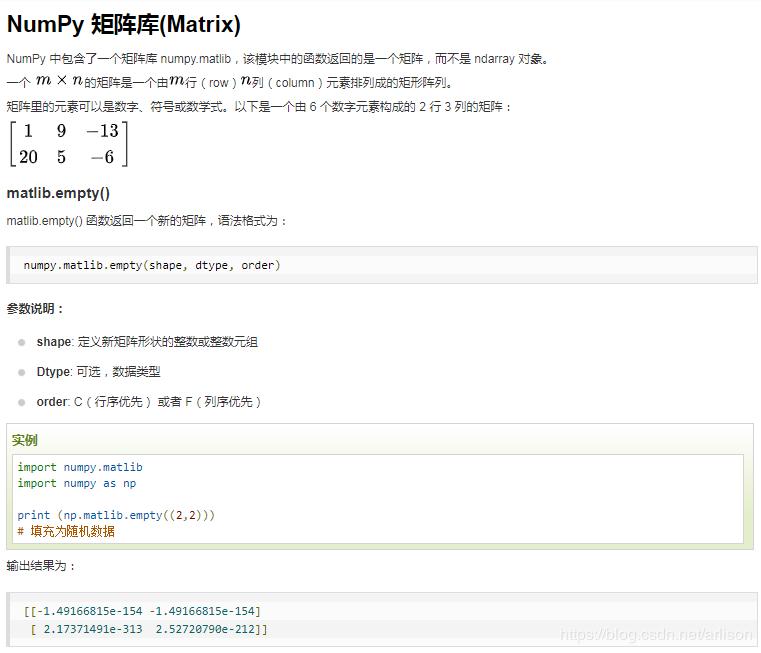 NumPy 矩阵库(Matrix)
NumPy 中包含了一个矩阵库 numpy.matlib，该模块中的函数返回的是一个矩阵，而不是 ndarray 对象。
一个 m × n的矩阵是一个由m行（row）n列（column）元素排列成的矩形阵列。
矩阵里的元素可以是数字、符号或数学式。以下是一个由 6 个数字元素构成的 2 行 3 列的矩阵：
1 9 −13
20 5 −6
matlib.empty()
matlib.empty() 函数返回一个新的矩阵，语法格式为：
numpy.matlib.empty(shape, dtype, order)
参数说明：
shape: 定义新矩阵形状的整数或整数元组
Dtype: 可选，数据类型
order: C（行序优先） 或者 F（列序优先）
实例
import numpy.matlib
import numpy as np
print (np.matlib.empty((2,2)))
# 填充为随机数据
输出结果为：
[[-1.49166815e-154 -1.49166815e-154]
[ 2.17371491e-313 2.52720790e-212]]
https://blog.csdn.net/arlison